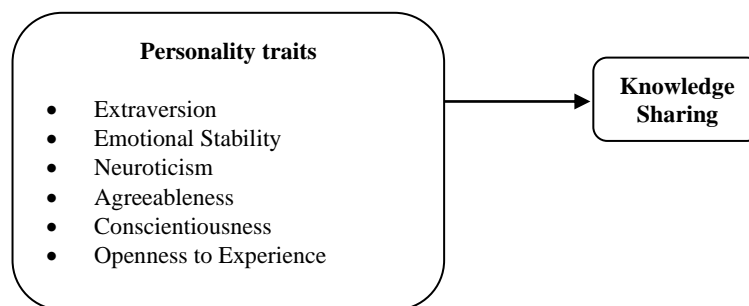 Personality traits
• Extraversion
• Emotional Stability
• Neuroticism
• Agreeableness
• Conscientiousness
• Openness to Experience
Knowledge
Sharing